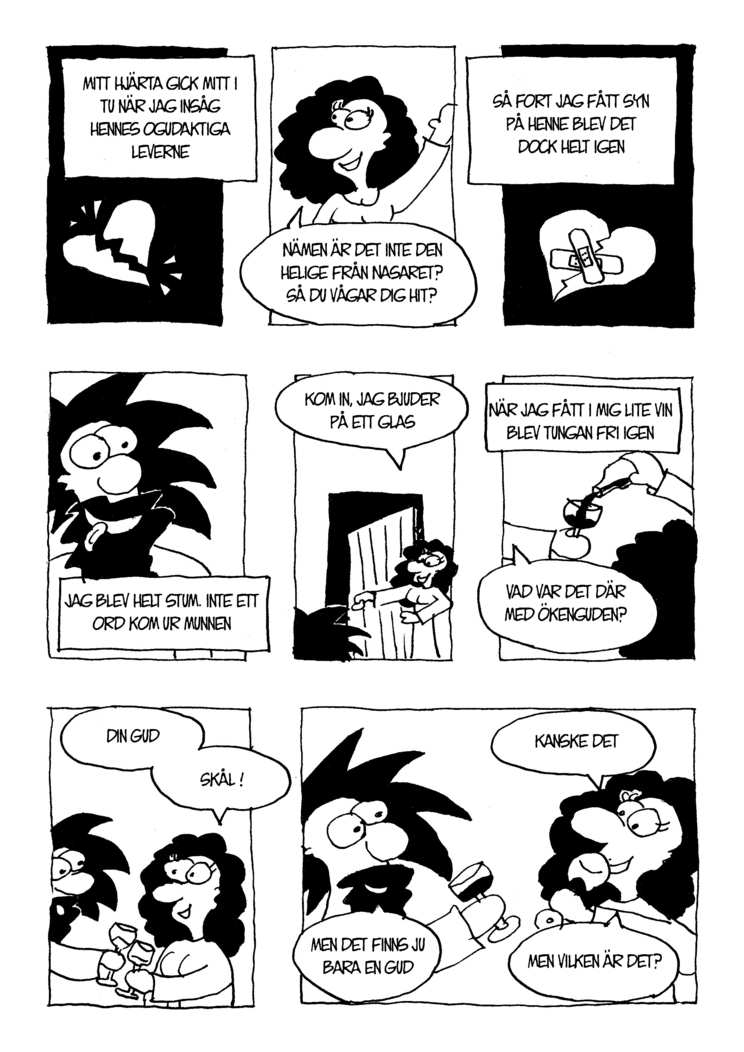 MITT HJÄRTA GICK MITT I
TU NÄR JAG INSÅG
HENNES OGUDAKTIGA
LEVERNE
NÄMEN ÄR DET INTE DEN
HELIGE FRÅN NASARET?
SÅ DU VÅGAR DIG HIT?
SÅ FORT JAG FÅTT SYN
PÅ HENNE BLEV DET
DOCK HELT IGEN
JAG BLEV HELT STUM. INTE ETT
ORD KOM UR MUNNEN
KOM IN, JAG BJUDER
PÅ ETT GLAS
NÄR JAG FÅTT I MIG LITE VIN
BLEV TUNGAN FRI IGEN
VAD VAR DET DÄR
MED ÖKENGUDEN?
DIN GUD
SKÅL!
MEN DET FINNS JU
BARA EN GUD
KANSKE DET
MEN VILKEN ÄR DET?